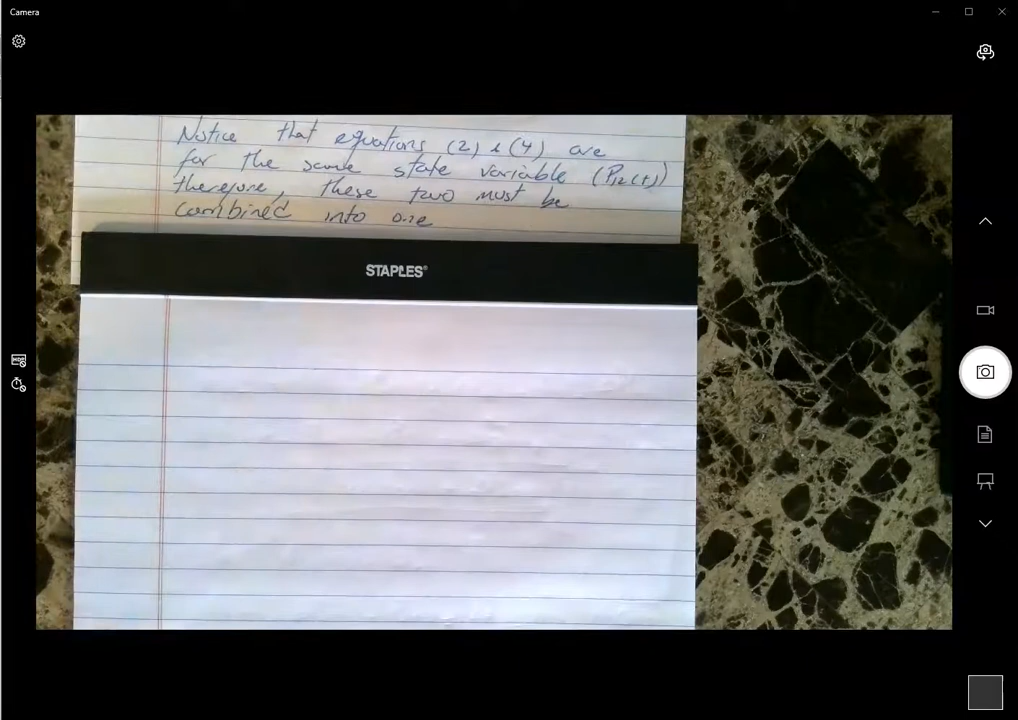 Camera
Notice that equations (2) & (4) are
for the same state variable (P12(t))
therefore, these two must be
combined into one
STAPLES®